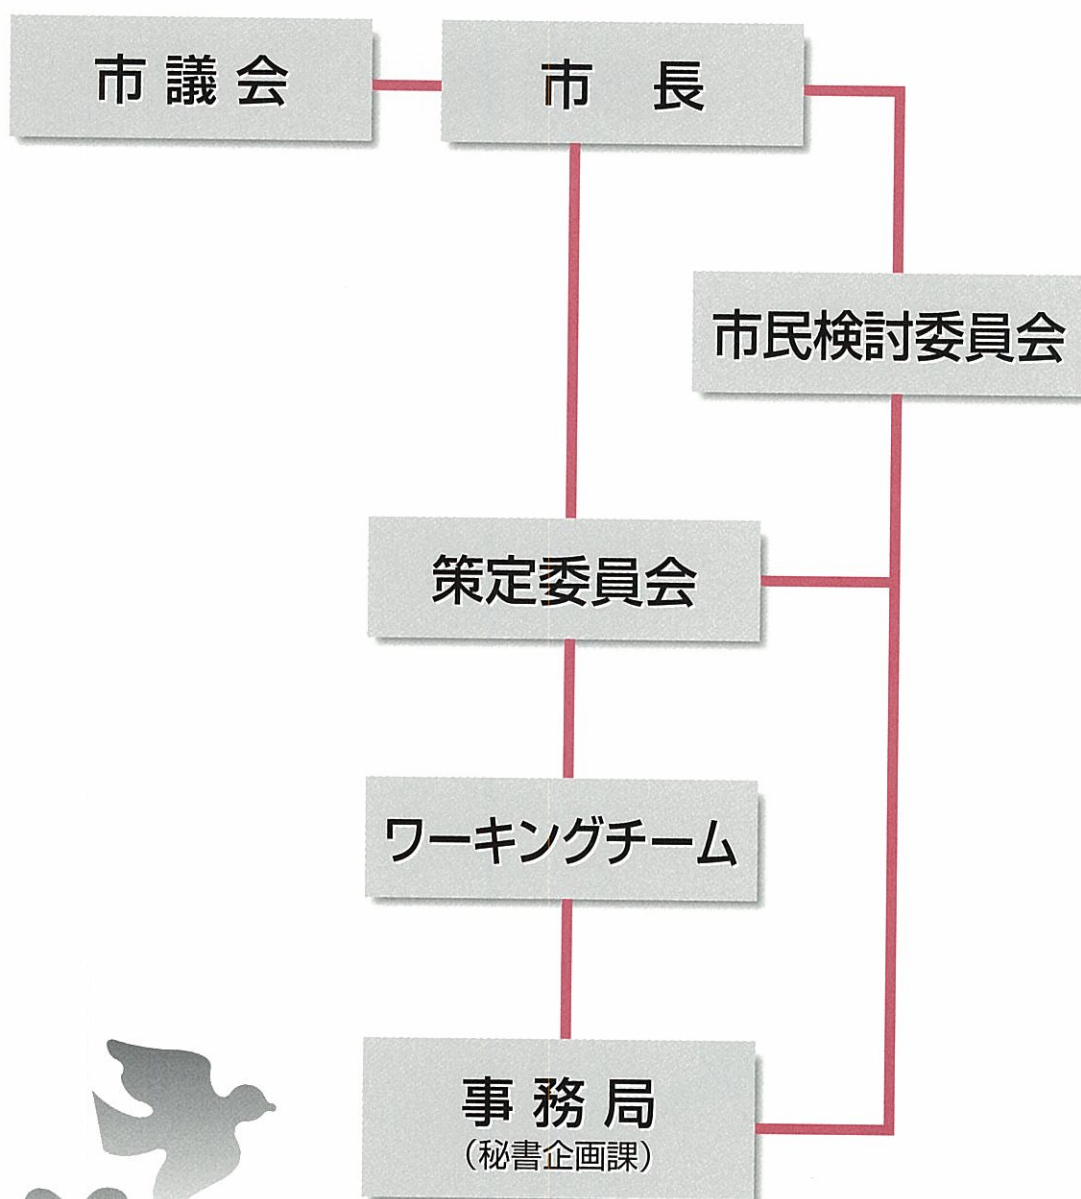 市議会
市長
市民検討委員会
策定委員会
ワーキングチーム
事務局
（秘書企画課）